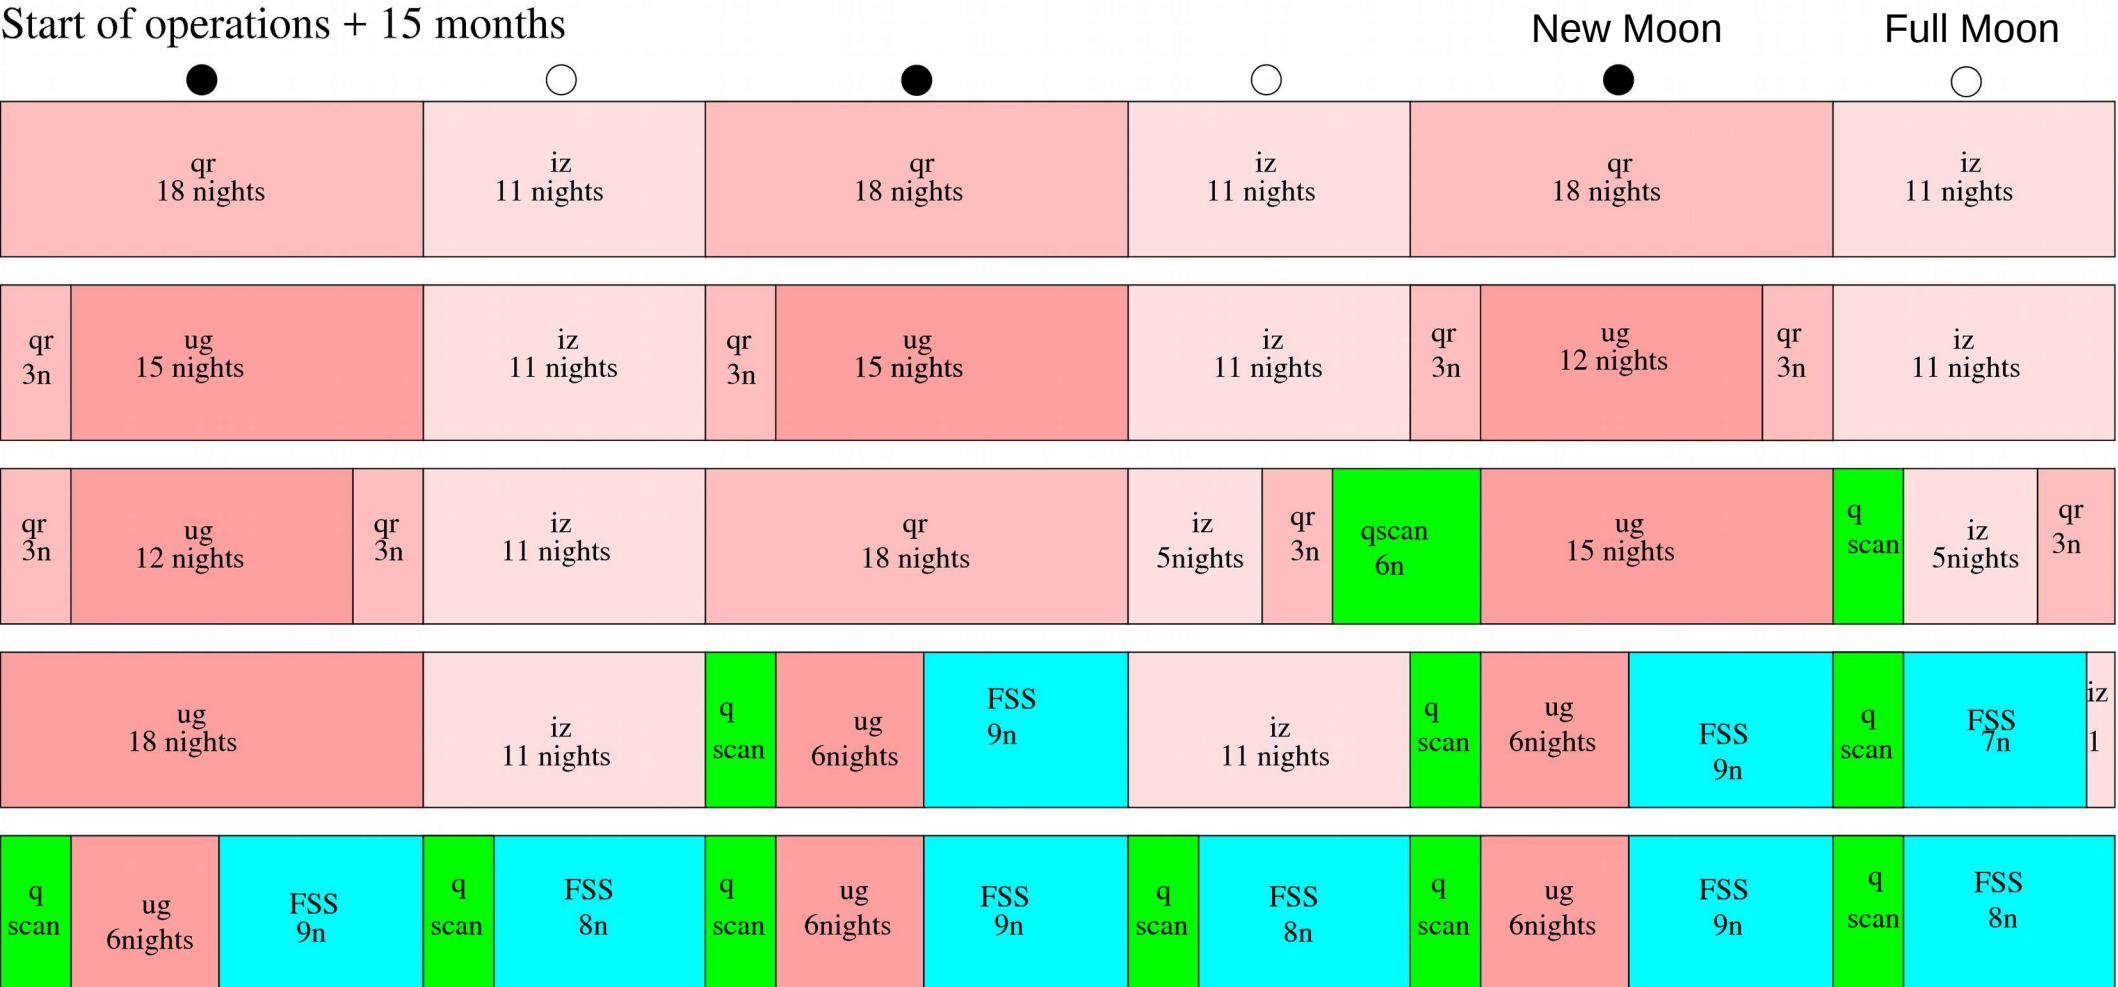 Start of operations + 15 months
New Moon
Full Moon
qr
18 nights
iz
11 nights
qr
18 nights
iz
11 nights
qr
18 nights
iz
11 nights
qr
3n
ug
15 nights
iz
11 nights
qr
3n
ug
15 nights
iz
11 nights
qr
3n
ug
12 nights
qr
3n
iz
11 nights
qr
3n
ug
12 nights
qr
3n
iz
11 nights
qr
18 nights
iz
5nights
qr
3n
qscan
6n
ug
15 nights
q
scan
iz
5nights
qr
3n
ug
18 nights
iz
11 nights
q
scan
ug
6nights
FSS
9n
iz
11 nights
q
scan
ug
6nights
FSS
9n
q
scan
FSS
7n
iz
1
q
scan
ug
6nights
FSS
9n
q
scan
FSS
8n
q
scan
ug
6nights
FSS
9n
q
scan
FSS
8n
q
scan
ug
6nights
FSS
9n
q
scan
FSS
8n